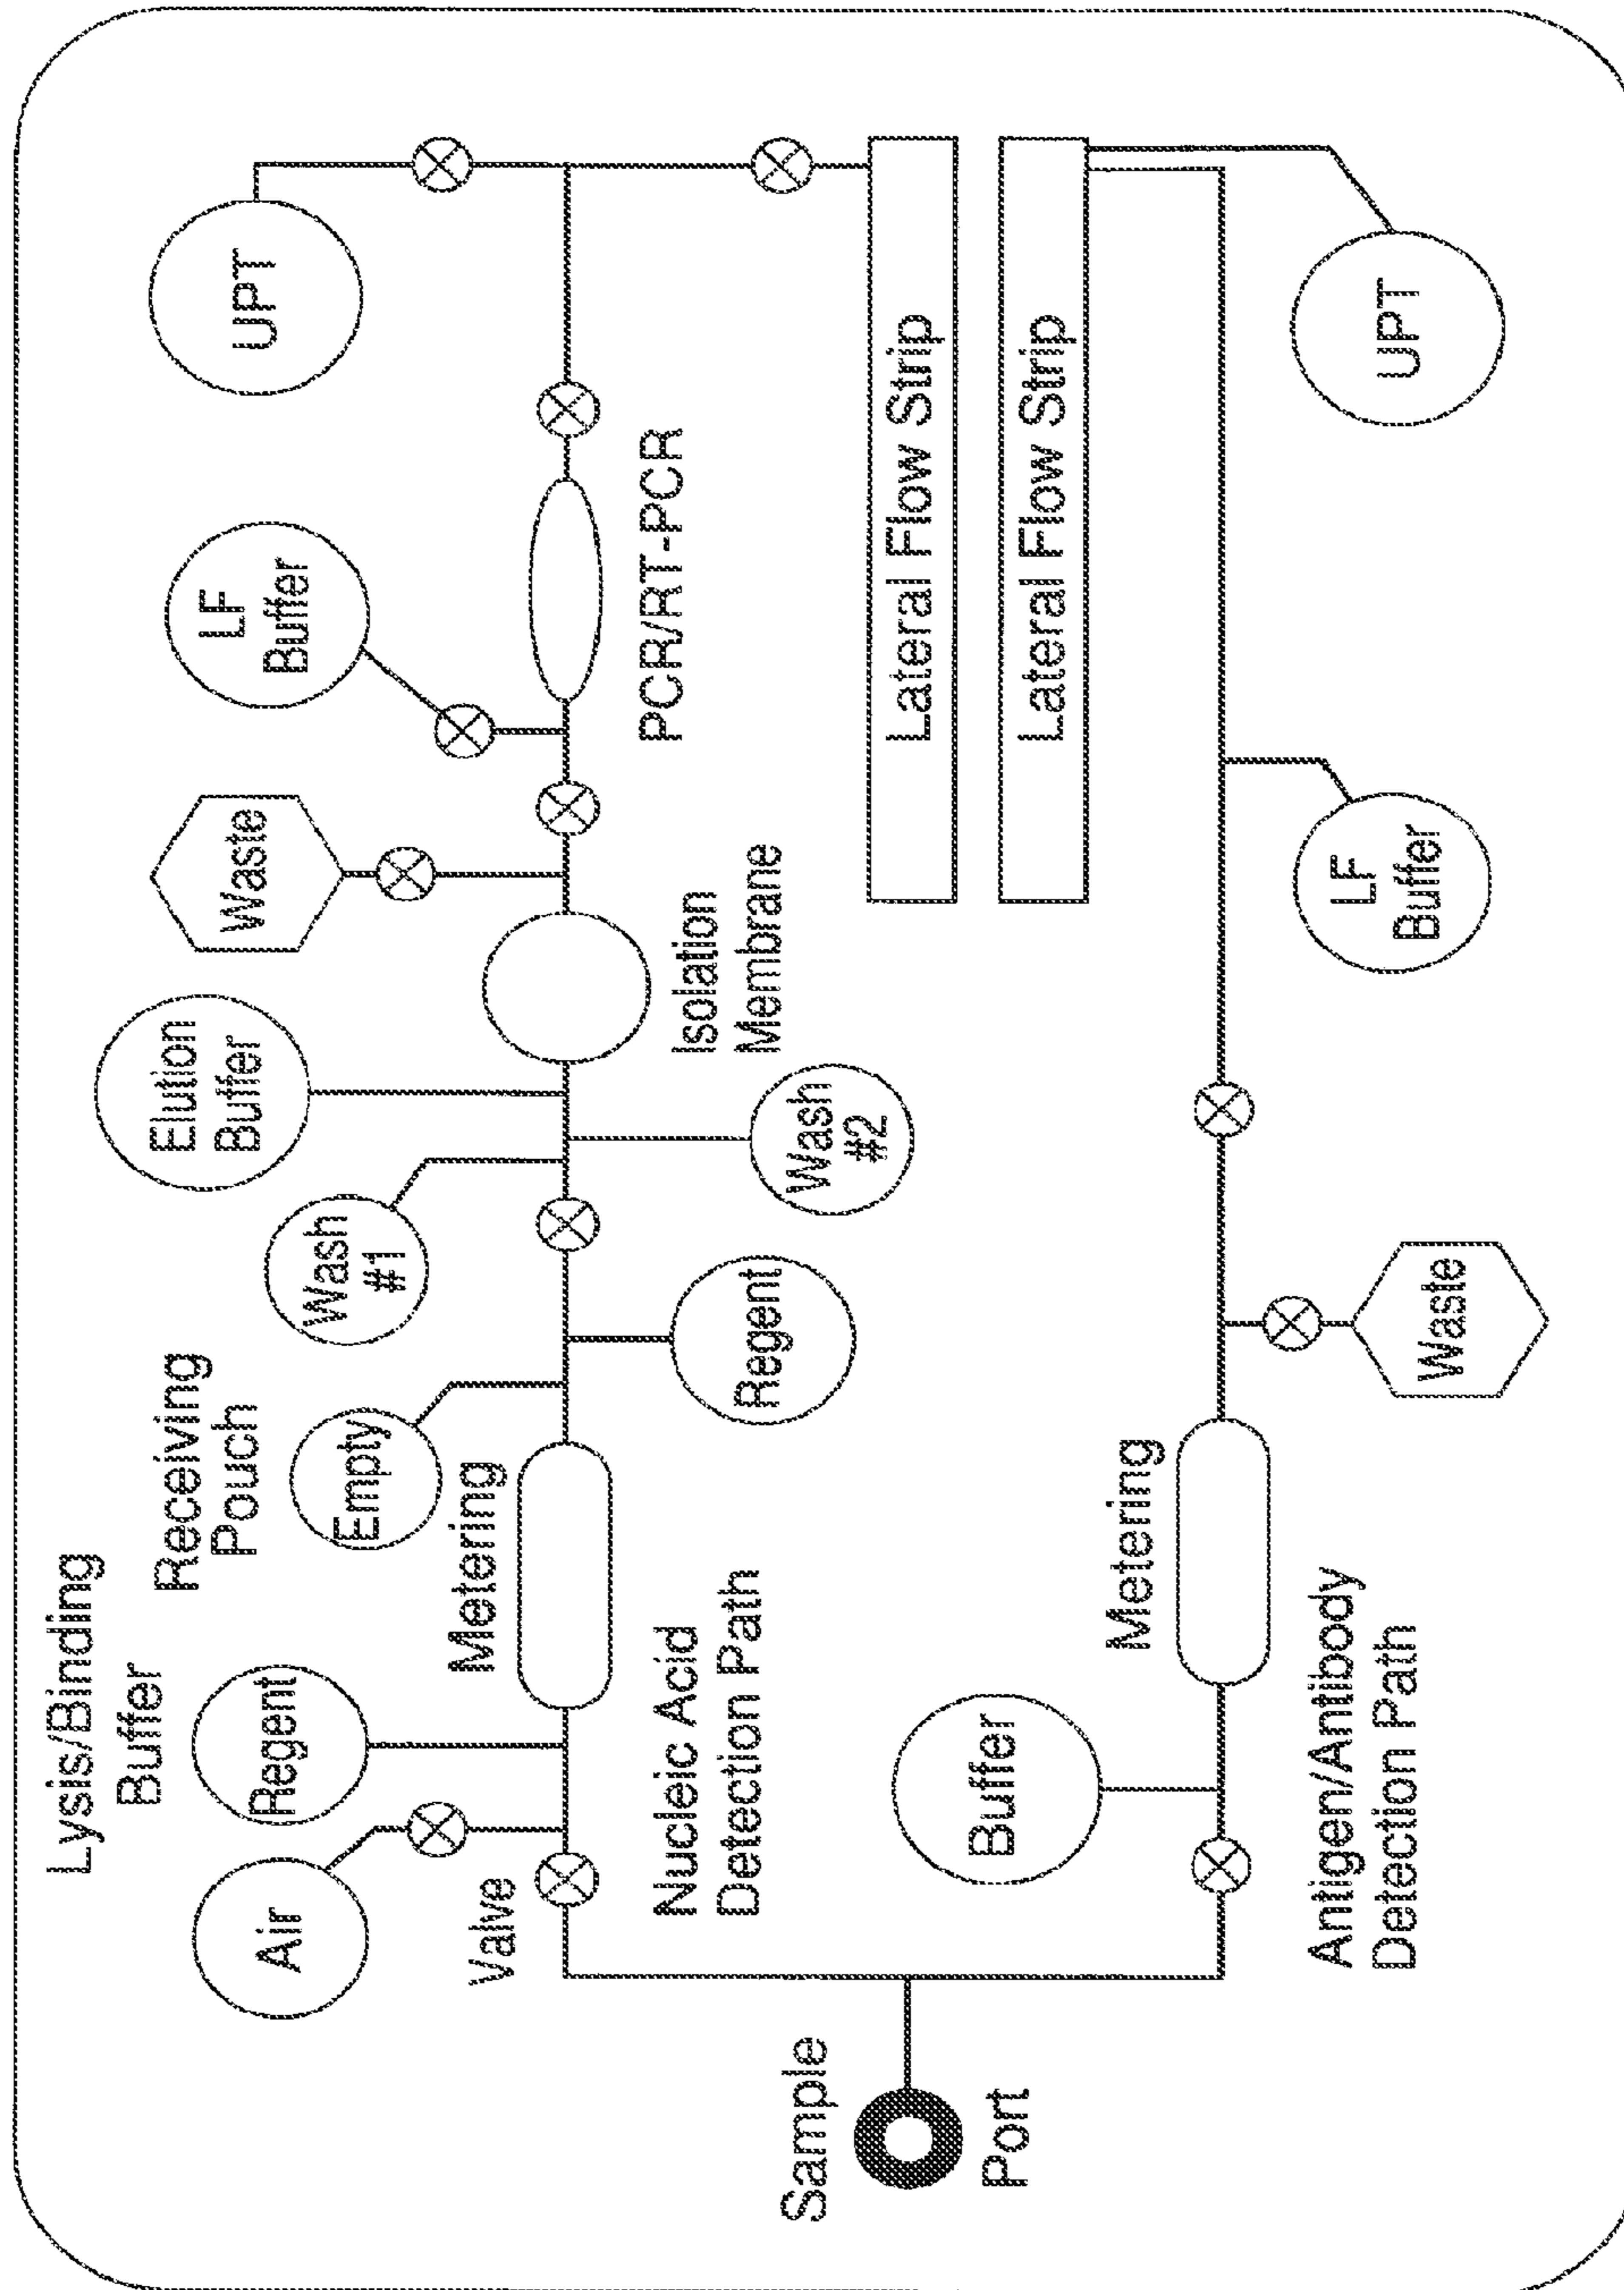 Lysis/Binding
Buffer
Receiving
Pouch
Air
Regent
Empty
Wash
#1
Elution
Buffer
Waste
LF
Buffer
UPT
Valve
Metering
Regent
Wash
#2
Isolation
Membrane
PCR/RT-PCR
Nucleic Acid
Detection Path
Sample
Port
Lateral Flow Strip
Lateral Flow Strip
Buffer
Metering
Antigen/Antibody
Detection Path
Waste
LF
Buffer
UPT